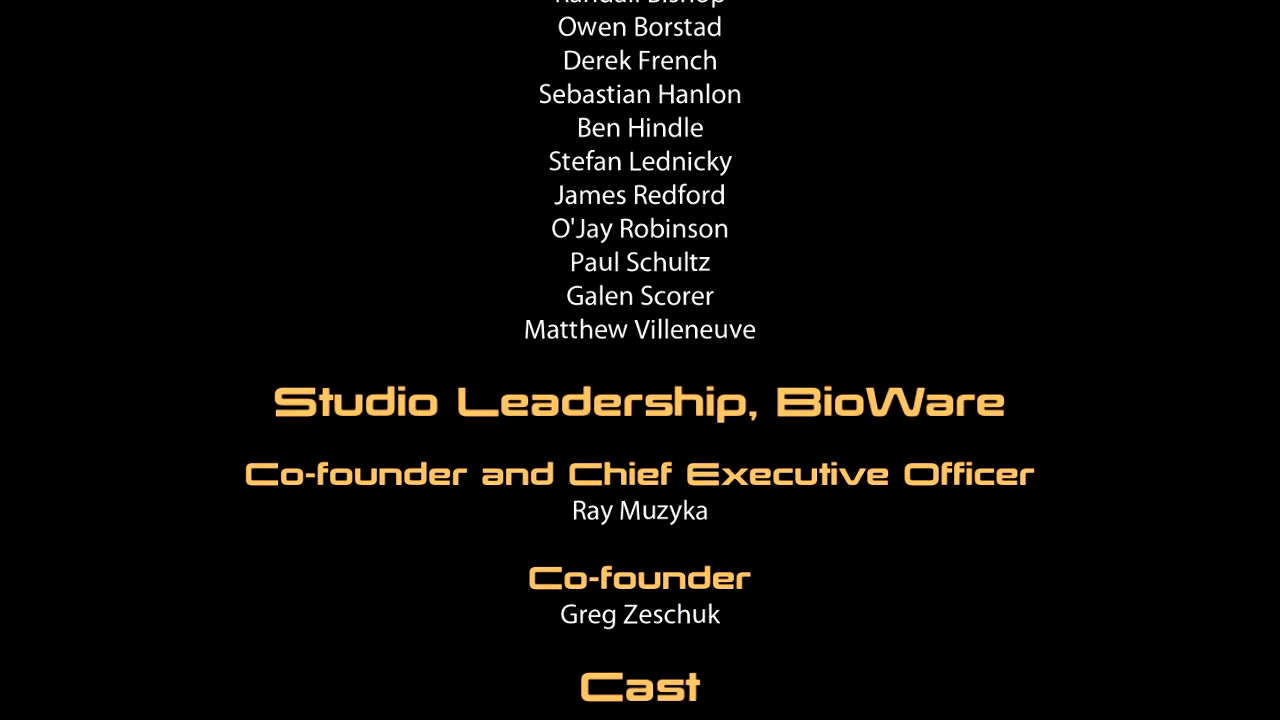 Owen Borstad
Derek French
Sebastian Hanlon
Ben Hindle
Stefan Lednicky
James Redford
O'Jay Robinson
Paul Schultz
Galen Scorer
Matthew Villeneuve
Studio Leadership, BioWare
Co-founder and Chief Executive Officer
Ray Muzyka
Co-founder
Greg Zeschuk
Cast